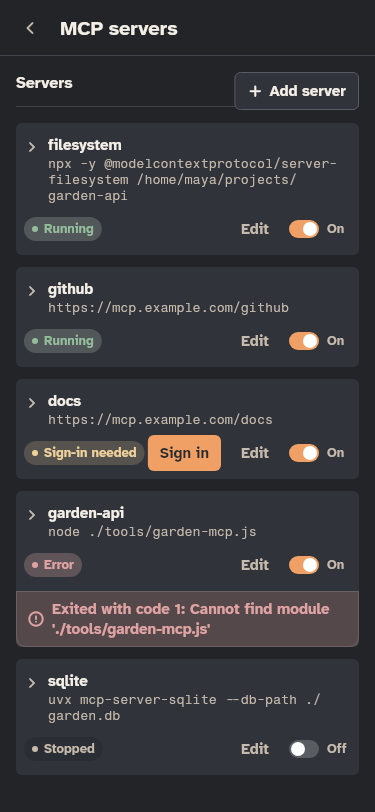 MCP servers
Servers
Add server
filesystem
npx -y @modelcontextprotocol/server-
filesystem /home/maya/projects/
garden-api
Running
Edit
On
github
https://mcp.example.com/github
Running
Edit
On
docs
https://mcp.example.com/docs
Sign-in needed
Sign in
Edit
On
garden-api
node ./tools/garden-mcp.js
Error
Edit
On
Exited with code 1: Cannot find module
'./tools/garden-mcp.js'
sqlite
uvx mcp-server-sqlite --db-path ./
garden.db
Stopped
Edit
Off